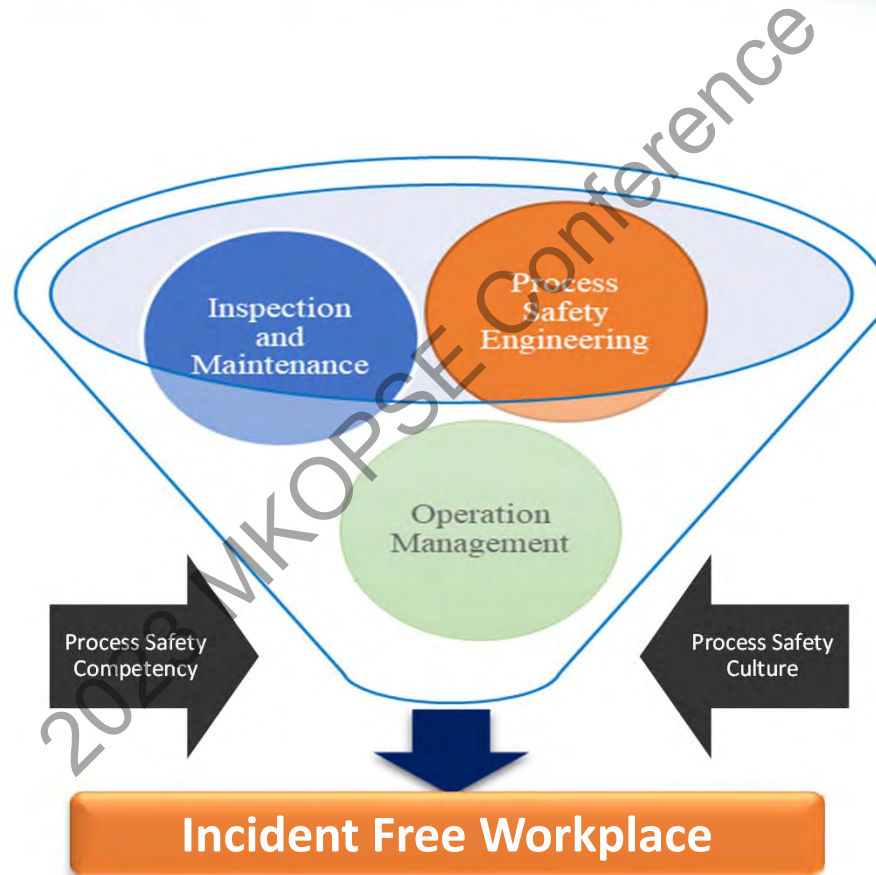 Inspection
and
Maintenance
Process
Safety
Engineering
Operation
Management
Process Safety
Competency
Process Safety
Culture
Incident Free Workplace
2023 MKOPSE Conference